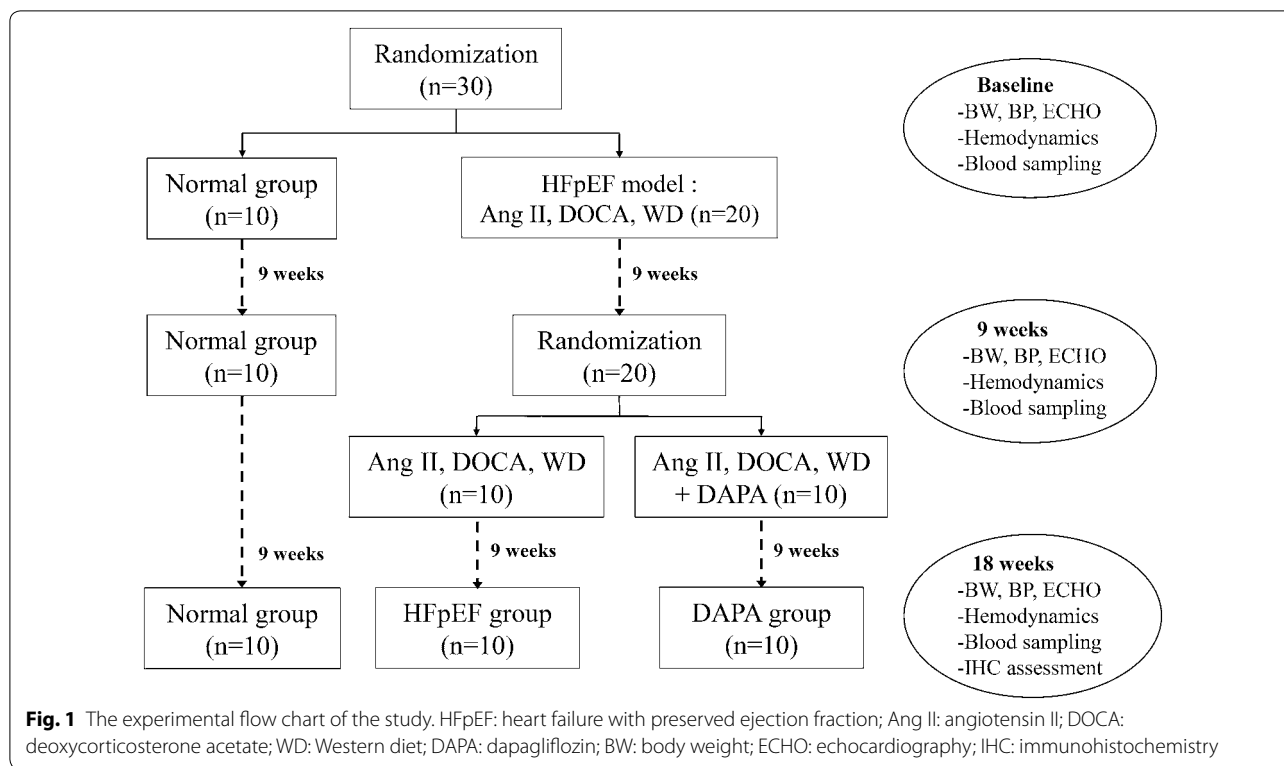 Randomization
(n=30)
Baseline
-BW, BP, ECHO
-Hemodynamics
-Blood sampling
Normal group
(n=10)
HFpEF model :
Ang II, DOCA, WD (n=20)
9 weeks
9 weeks
Normal group
(n=10)
Randomization
(n=20)
9 weeks
-BW, BP, ECHO
-Hemodynamics
-Blood sampling
Ang II, DOCA, WD
(n=10)
Ang II, DOCA, WD
+ DAPA (n=10)
9 weeks
9 weeks
9 weeks
Normal group
(n=10)
HFpEF group
(n=10)
DAPA group
(n=10)
18 weeks
-BW, BP, ECHO
-Hemodynamics
-Blood sampling
-IHC assessment
Fig. 1 The experimental flow chart of the study. HFpEF: heart failure with preserved ejection fraction; Ang II: angiotensin II; DOCA:
deoxycorticosterone acetate; WD: Western diet; DAPA: dapagliflozin; BW: body weight; ECHO: echocardiography; IHC: immunohistochemistry